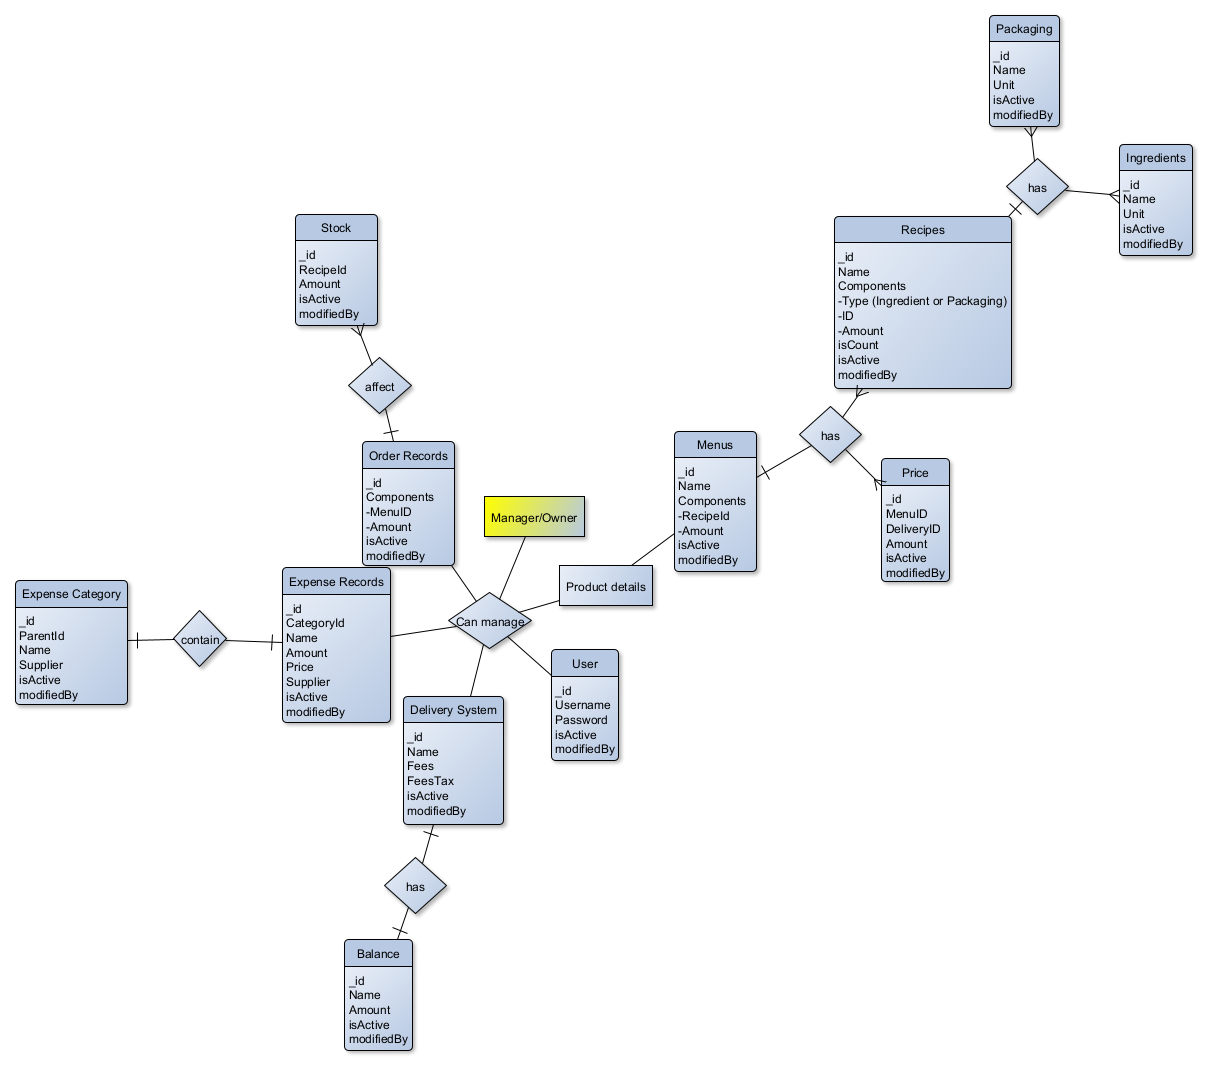 Packaging
_id
Name
Unit
isActive
modifiedBy
Ingredients
_id
Name
Unit
isActive
modifiedBy
has
Recipes
_id
Name
Components
-Type (Ingredient or Packaging)
-ID
-Amount
isCount
isActive
modifiedBy
Stock
_id
RecipeId
Amount
isActive
modifiedBy
affect
Order Records
_id
Components
-MenuID
-Amount
isActive
modifiedBy
has
Menus
_id
Name
Components
-RecipeId
-Amount
isActive
modifiedBy
Price
_id
MenuID
DeliveryID
Amount
isActive
modifiedBy
Manager/Owner
Product details
Can manage
Expense Category
_id
ParentId
Name
Supplier
isActive
modifiedBy
contain
Expense Records
_id
CategoryId
Name
Amount
Price
Supplier
isActive
modifiedBy
User
_id
Username
Password
isActive
modifiedBy
Delivery System
_id
Name
Fees
FeesTax
isActive
modifiedBy
has
Balance
_id
Name
Amount
isActive
modifiedBy